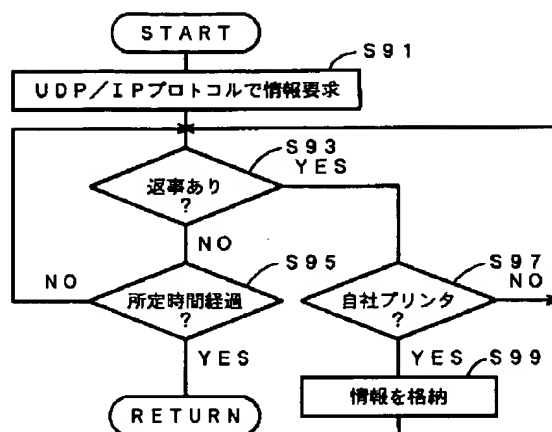 START
S91
UDP/IPプロトコルで情報要求
S93
返事あり
?
YES
NO
S95
所定時間経過
?
NO
YES
RETURN
S97
自社プリンタ
?
NO
YES
S99
情報を格納